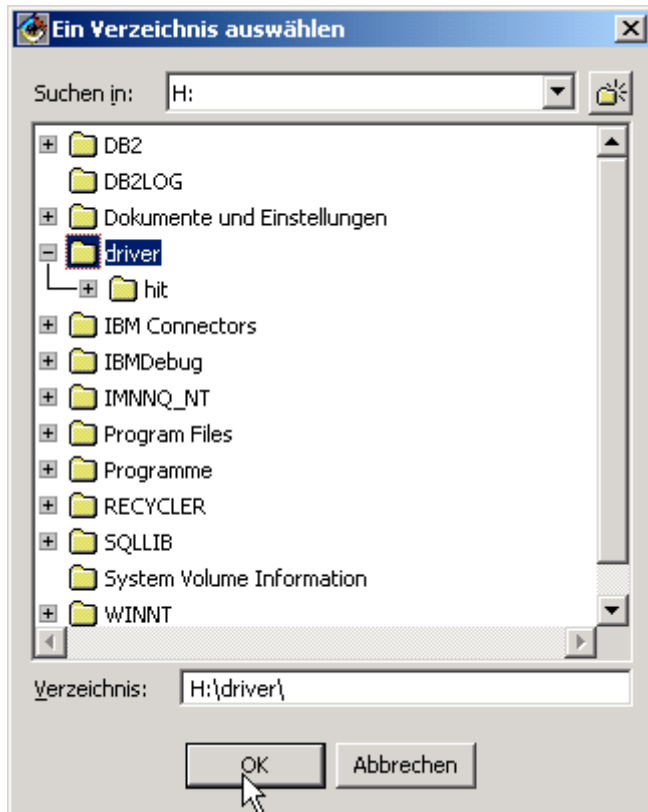 Ein Verzeichnis auswählen
Suchen in: H:
DB2
DB2LOG
Dokumente und Einstellungen
driver
hit
IBM Connectors
IBMDebug
IMNNQ_NT
Program Files
Programme
RECYCLER
SQLLIB
System Volume Information
WINNT
Verzeichnis: H:\driver\
OK Abbrechen